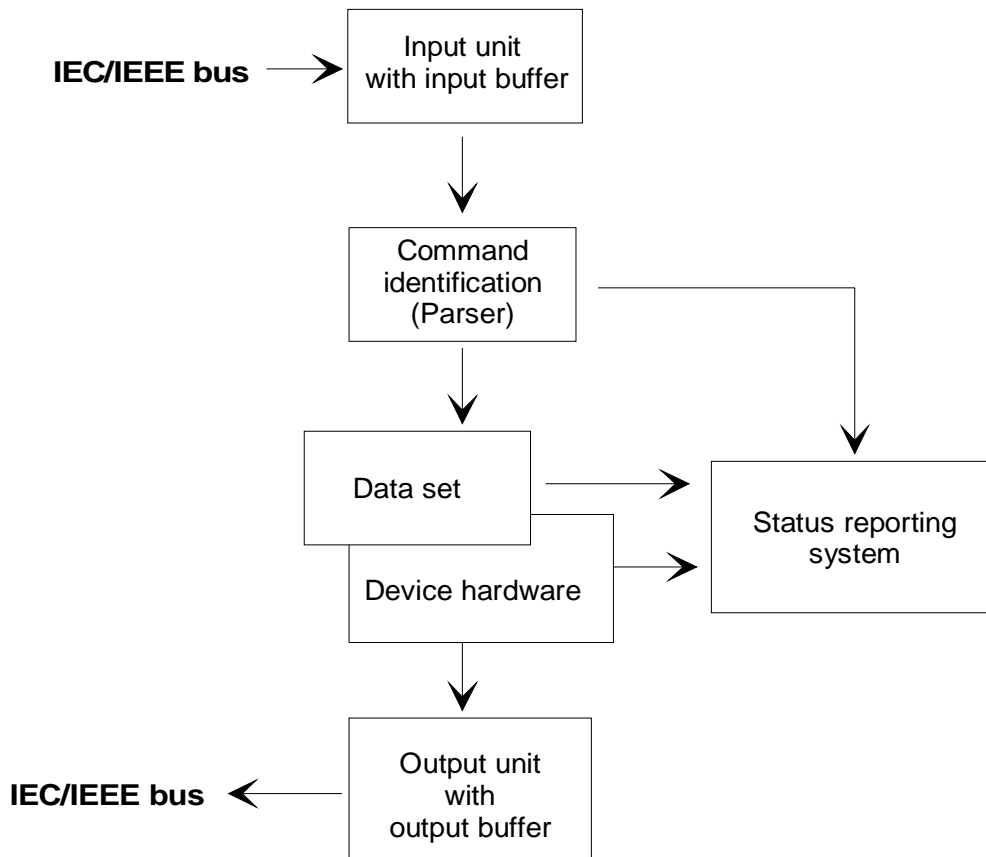 Input unit
with input buffer
IEC/IEEE bus
Command
identification
(Parser)
Data set
Status reporting
system
Device hardware
Output unit
with
output buffer
IEC/IEEE bus